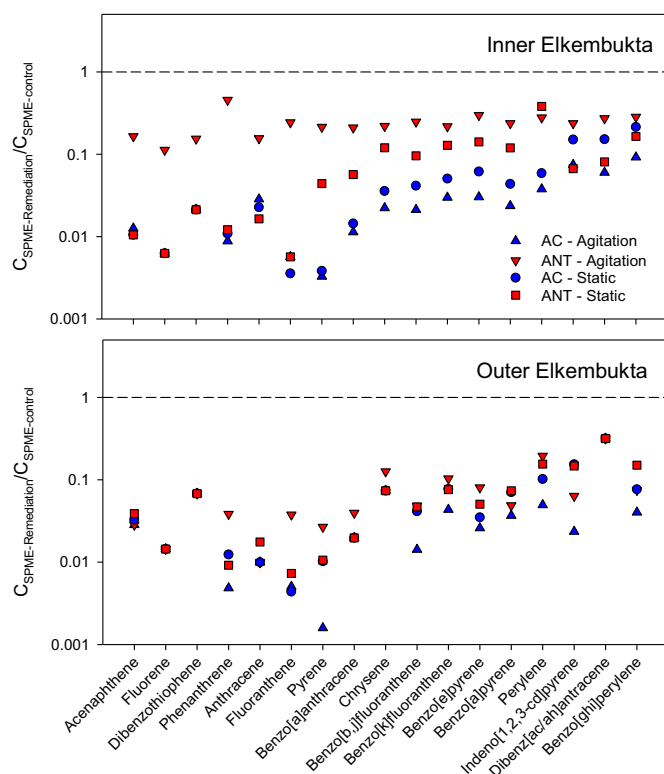 Inner Elkembukta
1
0.1
0.01
0.001
C_SPME-Remediation/C_SPME-control
AC - Agitation
ANT - Agitation
AC - Static
ANT - Static
Outer Elkembukta
1
0.1
0.01
0.001
C_SPME-Remediation/C_SPME-control
Acenaphthene
Fluorene
Dibenzothiophene
Phenanthrene
Anthracene
Fluoranthene
Pyrene
Benzo[a]anthracene
Chrysene
Benzo[b,j]fluoranthene
Benzo[k]fluoranthene
Benzo[e]pyrene
Benzo[a]pyrene
Perylene
Indeno[1,2,3-cd]pyrene
Dibenz[ac/ah]antracene
Benzo[ghi]perylene